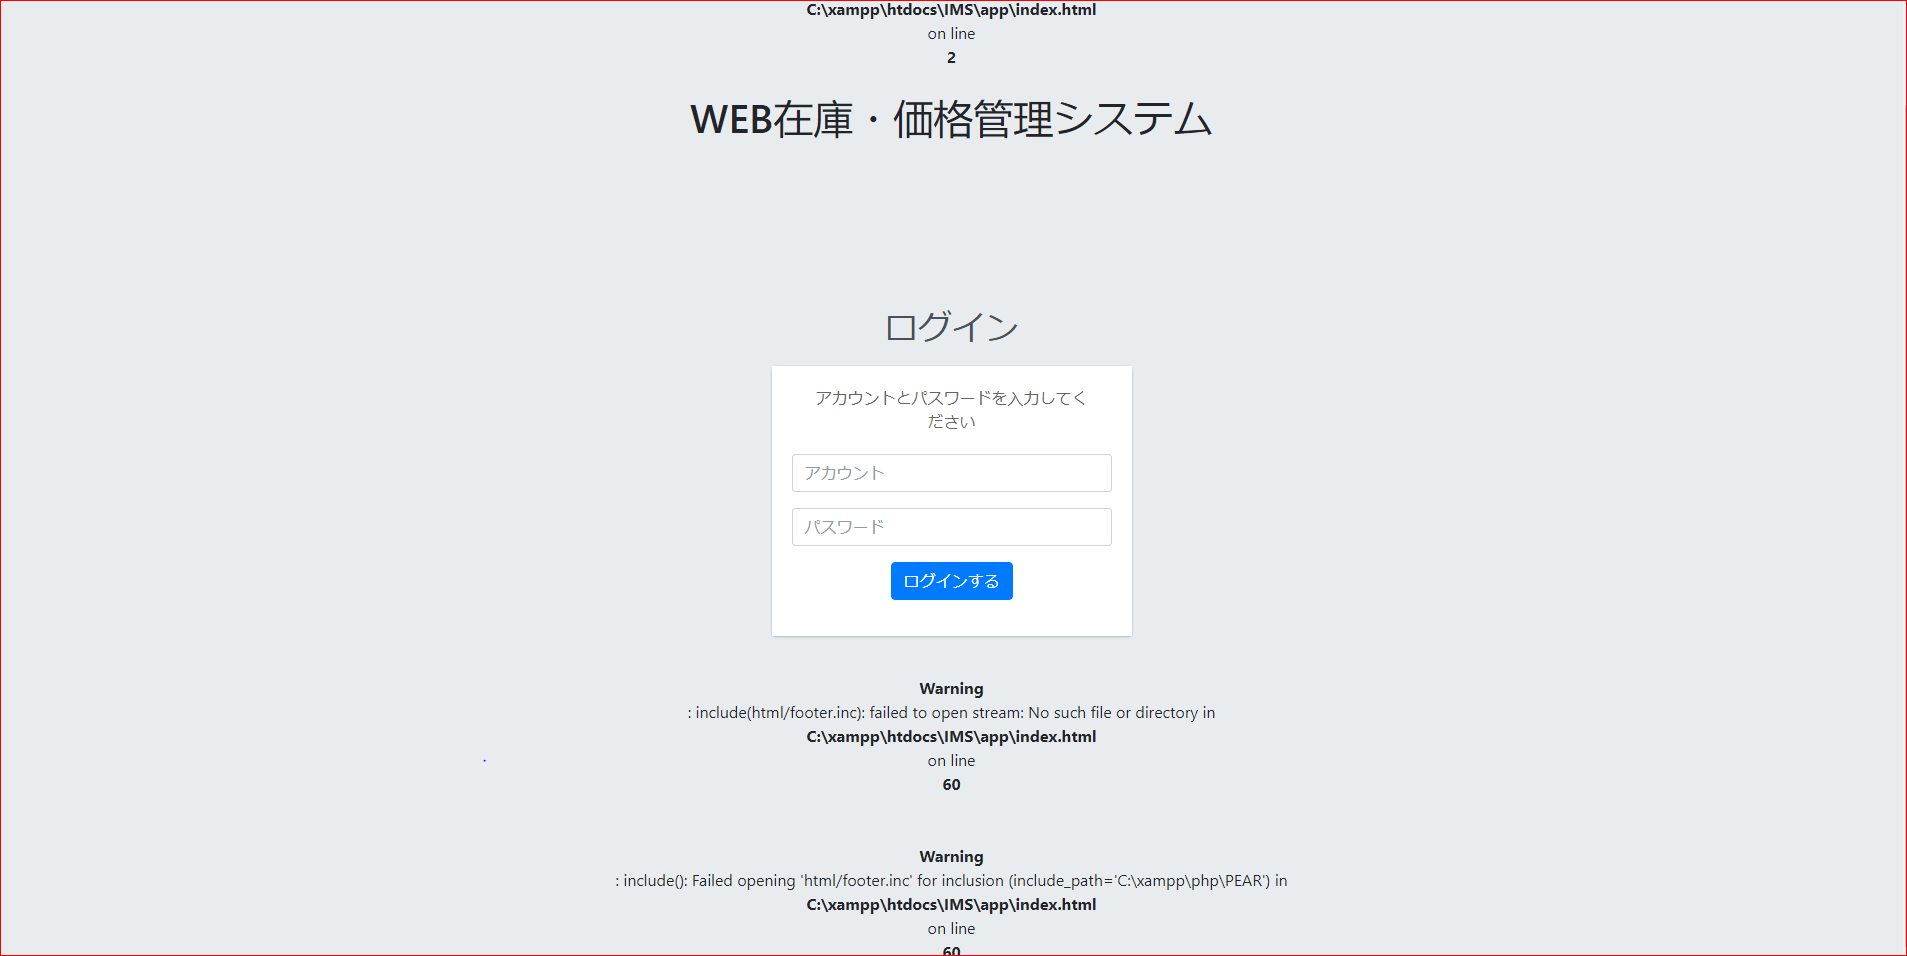 C:\xampp\htdocs\IMS\app\index.html
on line
2
WEB在庫・価格管理システム
ログイン
アカウントとパスワードを入力してく
ださい
アカウント
パスワード
ログインする
Warning
: include(html/footer.inc): failed to open stream: No such file or directory in
C:\xampp\htdocs\IMS\app\index.html
on line
60
Warning
: include(): Failed opening 'html/footer.inc' for inclusion (include_path='C:\xampp\php\PEAR') in
C:\xampp\htdocs\IMS\app\index.html
on line
60